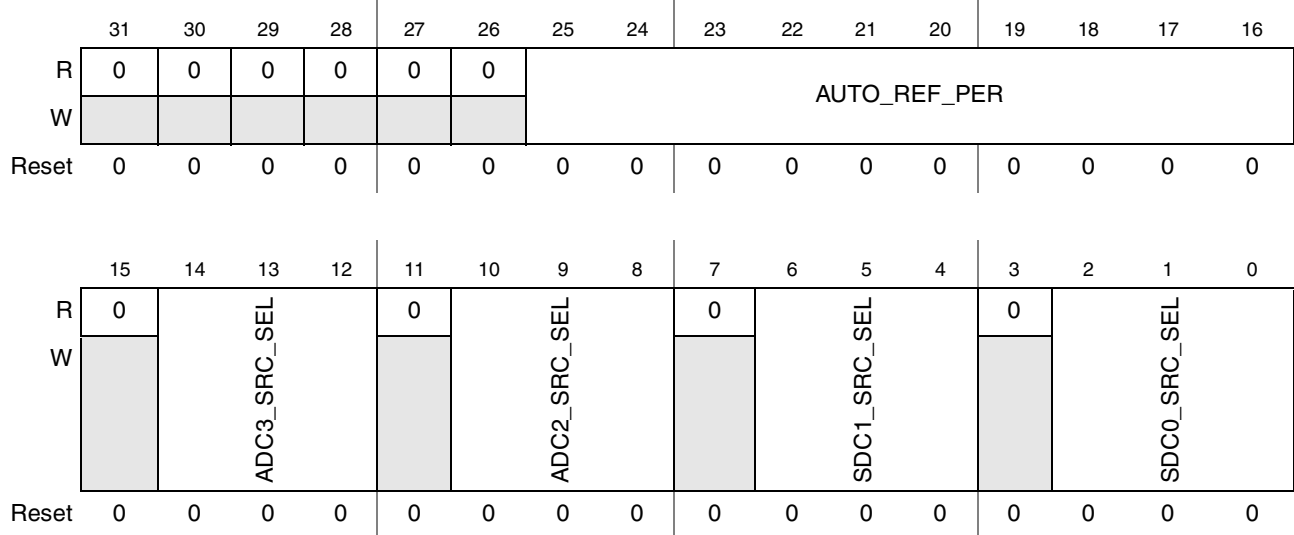 31 30 29 28 27 26 25 24 23 22 21 20 19 18 17 16
R 0 0 0 0 0 0
AUTO_REF_PER
W
Reset 0 0 0 0 0 0 0 0 0 0 0 0 0 0 0 0
15 14 13 12 11 10 9 8 7 6 5 4 3 2 1 0
R 0 ADC3_SRC_SEL 0 ADC2_SRC_SEL 0 SDC1_SRC_SEL 0 SDC0_SRC_SEL
W
Reset 0 0 0 0 0 0 0 0 0 0 0 0 0 0 0 0